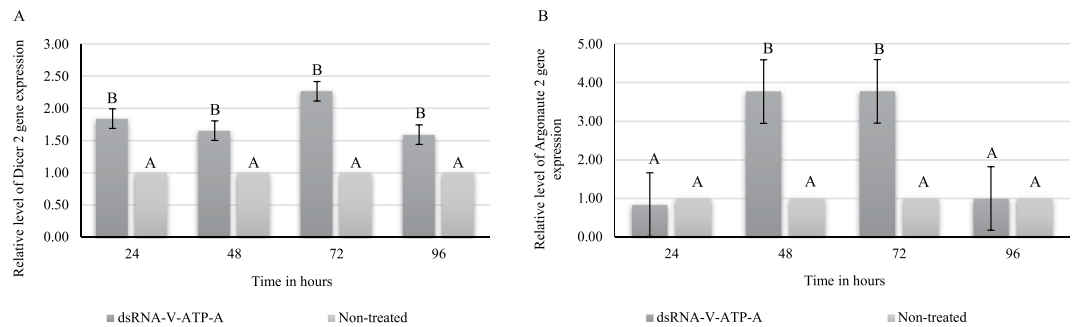 A
Relative level of Dicer 2 gene expression
3.00
2.50
2.00
1.50
1.00
0.50
0.00
B
A
B
A
B
A
B
A
24
48
72
96
Time in hours
dsRNA-V-ATP-A
Non-treated
B
Relative level of Argonaute 2 gene
expression
5.00
4.00
3.00
2.00
1.00
0.00
A
A
B
A
B
A
A
A
24
48
72
96
Time in hours
dsRNA-V-ATP-A
Non-treated